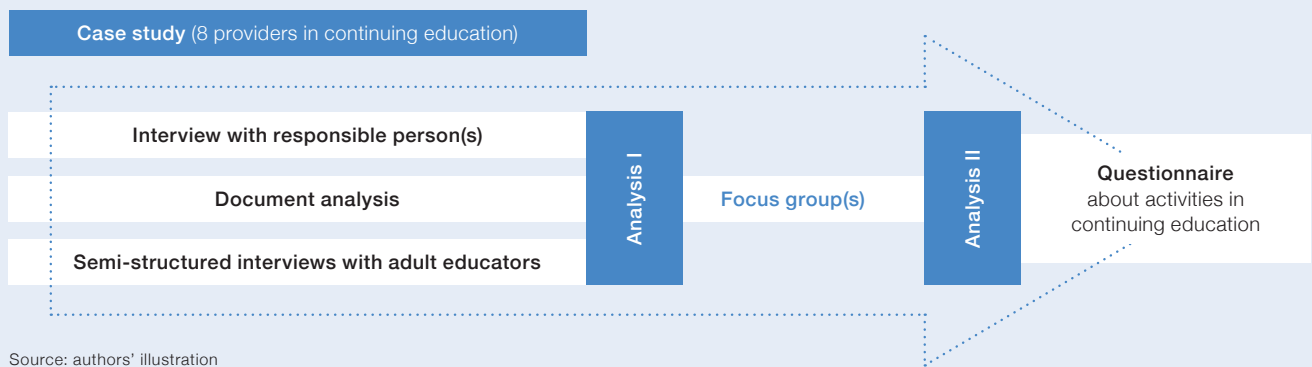 Case study (8 providers in continuing education)
Interview with responsible person(s)
Document analysis
Semi-structured interviews with adult educators
Analysis I
Focus group(s)
Analysis II
Questionnaire
about activities in
continuing education
Source: authors' illustration